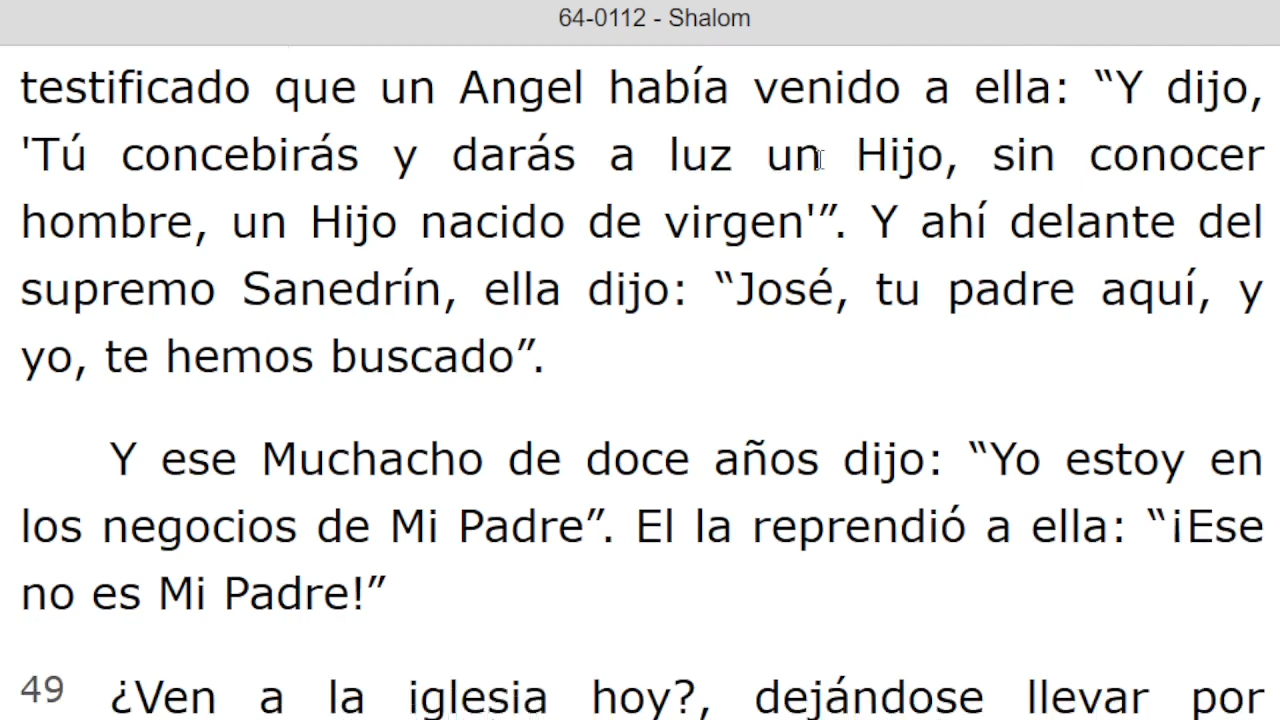 64-0112 - Shalom
testificado que un Angel había venido a ella: “Y dijo,
'Tú concebirás y darás a luz un Hijo, sin conocer
hombre, un Hijo nacido de virgen'”. Y ahí delante del
supremo Sanedrín, ella dijo: “José, tu padre aquí, y
yo, te hemos buscado”.
Y ese Muchacho de doce años dijo: “Yo estoy en
los negocios de Mi Padre”. El la reprendió a ella: “¡Ese
no es Mi Padre!”
49 ¿Ven a la iglesia hoy?, dejándose llevar por